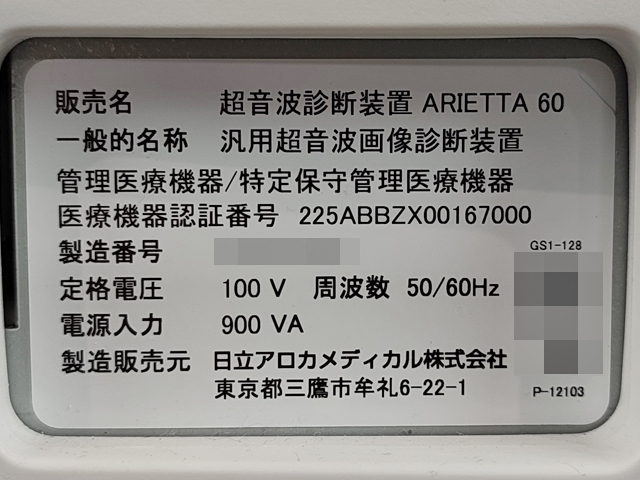 販売名 超音波診断装置 ARIETTA 60
一般的名称 汎用超音波画像診断装置
管理医療機器/特定保守管理医療機器
医療機器認証番号 225ABBZX00167000
製造番号
GS1-128
定格電圧 100 V 周波数 50/60Hz
電源入力 900 VA
製造販売元 日立アロカメディカル株式会社
東京都三鷹市牟礼6-22-1
P-12103